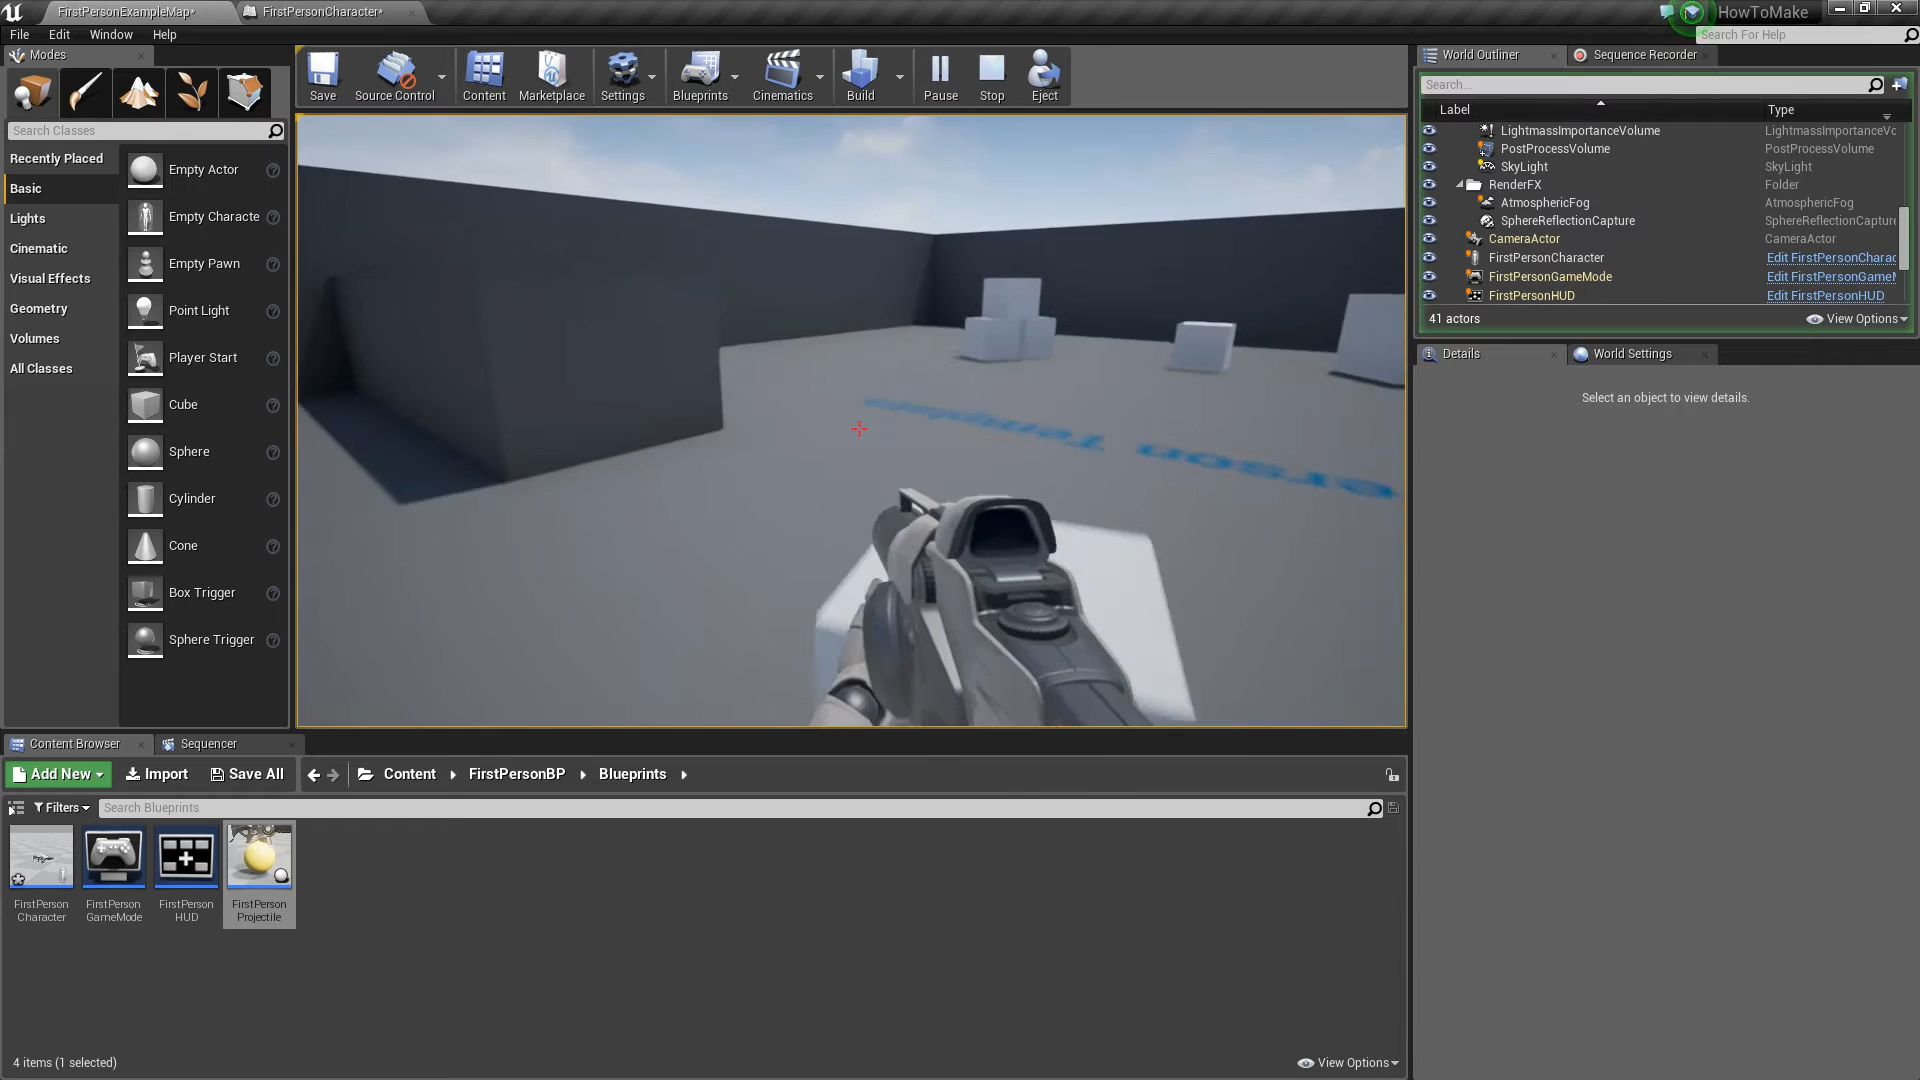 FirstPersonExampleMap*
FirstPersonCharacter*
HowToMake
File Edit Window Help
Search For Help
Modes
Save
Source Control
Content
Marketplace
Settings
Blueprints
Cinematics
Build
Pause
Stop
Eject
World Outliner
Sequence Recorder
Search...
Label Type
LightmassImportanceVolume LightmassImportanceVc
PostProcessVolume PostProcessVolume
SkyLight SkyLight
RenderFX Folder
AtmosphericFog AtmosphericFog
SphereReflectionCapture SphereReflectionCapture
CameraActor CameraActor
FirstPersonCharacter Edit FirstPersonCharac
FirstPersonGameMode Edit FirstPersonGameM
FirstPersonHUD Edit FirstPersonHUD
41 actors View Options
Details
World Settings
Select an object to view details.
Search Classes
Recently Placed
Basic
Lights
Cinematic
Visual Effects
Geometry
Volumes
All Classes
Empty Actor
Empty Characte
Empty Pawn
Point Light
Player Start
Cube
Sphere
Cylinder
Cone
Box Trigger
Sphere Trigger
Content Browser
Sequencer
Add New
Import
Save All
Content
FirstPersonBP
Blueprints
Filters
Search Blueprints
FirstPerson
Character
FirstPerson
GameMode
FirstPerson
HUD
FirstPerson
Projectile
4 items (1 selected)
View Options